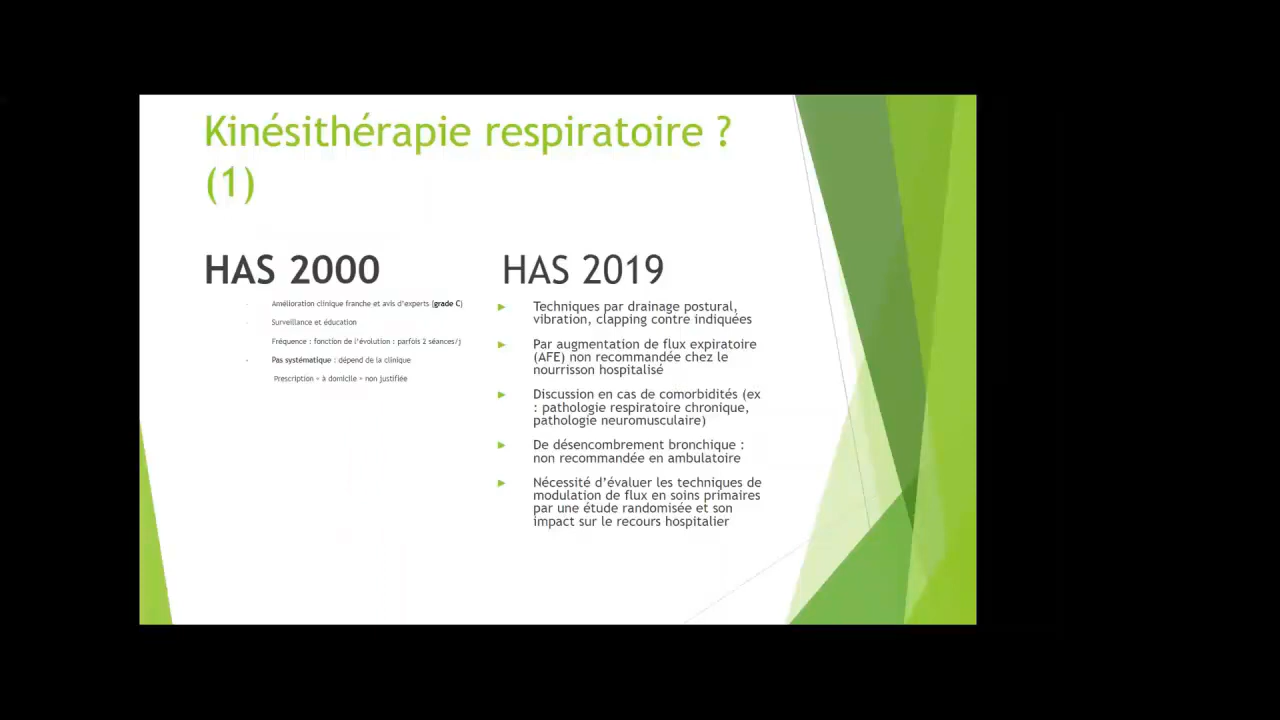 Kinésithérapie respiratoire ?
(1)
HAS 2000
Amélioration clinique franche et avis d'experts (grade C)
Surveillance et éducation
Fréquence : fonction de l'évolution : parfois 2 séances/j
Pas systématique : dépend de la clinique
Prescription « à domicile » non justifiée
HAS 2019
Techniques par drainage postural,
vibration, clapping contre indiquées
Par augmentation de flux expiratoire
(AFE) non recommandée chez le
nourrisson hospitalisé
Discussion en cas de comorbidités (ex
: pathologie respiratoire chronique,
pathologie neuromusculaire)
De désencombrement bronchique :
non recommandée en ambulatoire
Nécessité d'évaluer les techniques de
modulation de flux en soins primaires
par une étude randomisée et son
impact sur le recours hospitalier